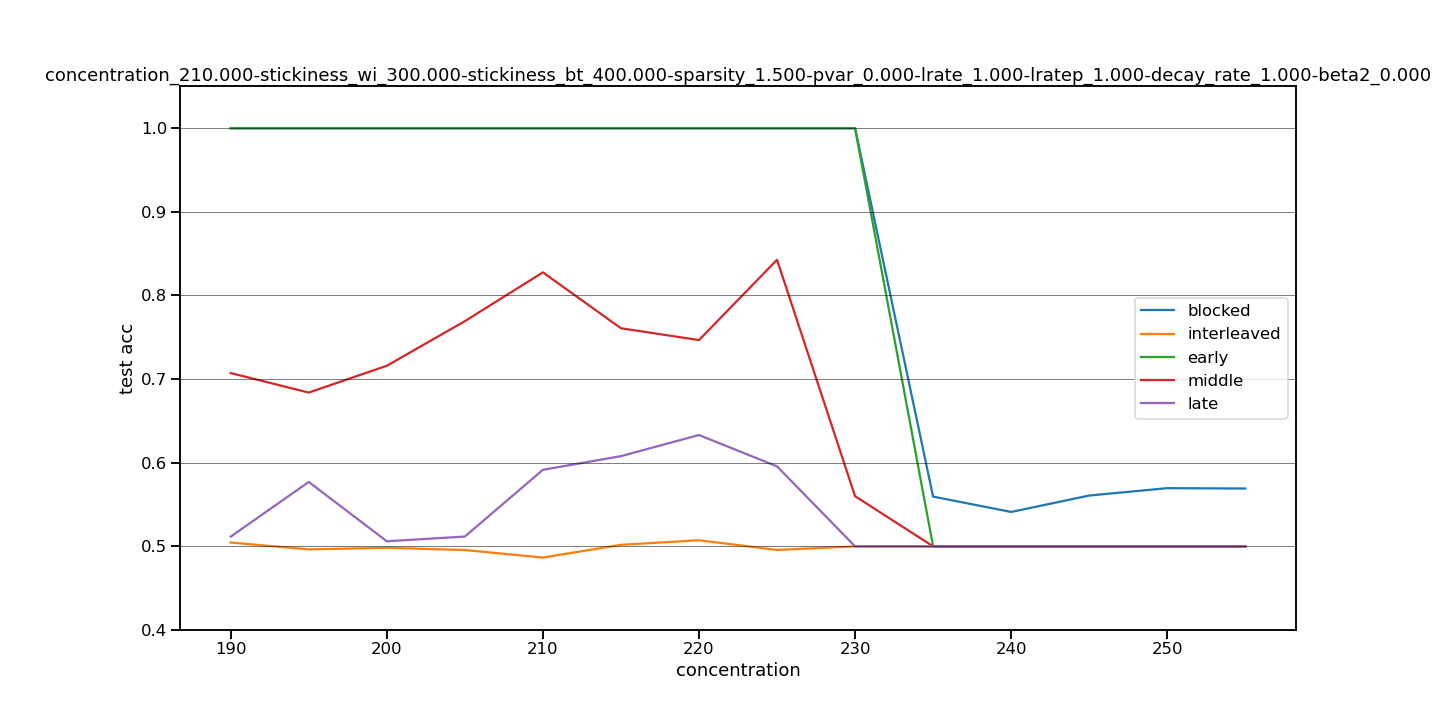 concentration_210.000-stickiness_wi_300.000-stickiness_bt_400.000-sparsity_1.500-pvar_0.000-lrate_1.000-lratep_1.000-decay_rate_1.000-beta2_0.000
1.0
0.9
0.8
0.7
0.6
0.5
0.4
test acc
blocked
interleaved
early
middle
late
190 200 210 220 230 240 250
concentration